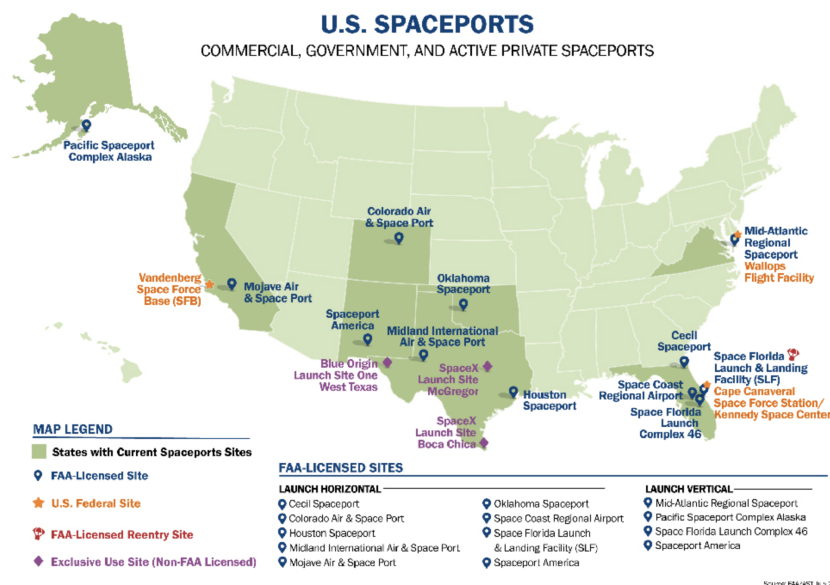 U.S. SPACEPORTS
COMMERCIAL, GOVERNMENT, AND ACTIVE PRIVATE SPACEPORTS
Pacific Spaceport
Complex Alaska
Colorado Air
& Space Port
Mid-Atlantic
Regional
Spaceport
Wallops
Flight Facility
Vandenberg
Space Force
Base (SFB)
Mojave Air
& Space Port
Oklahoma
Spaceport
Spaceport
America
Midland International
Air & Space Port
Cecil
Spaceport
Blue Origin
Launch Site One
West Texas
SpaceX
Launch Site
McGregor
Space Florida
Launch & Landing
Facility (SLF)
Space Coast
Regional Airport
Cape Canaveral
Space Force Station/
Kennedy Space Center
Houston
Spaceport
Space Florida
Launch
Complex 46
SpaceX
Launch Site
Boca Chica
MAP LEGEND
States with Current Spaceports Sites
FAA-Licensed Site
U.S. Federal Site
FAA-Licensed Reentry Site
Exclusive Use Site (Non-FAA Licensed)
FAA-LICENSED SITES
LAUNCH HORIZONTAL
Cecil Spaceport
Colorado Air & Space Port
Houston Spaceport
Midland International Air & Space Port
Mojave Air & Space Port
Oklahoma Spaceport
Space Coast Regional Airport
Space Florida Launch
& Landing Facility (SLF)
Spaceport America
LAUNCH VERTICAL
Mid-Atlantic Regional Spaceport
Pacific Spaceport Complex Alaska
Space Florida Launch Complex 46
Spaceport America